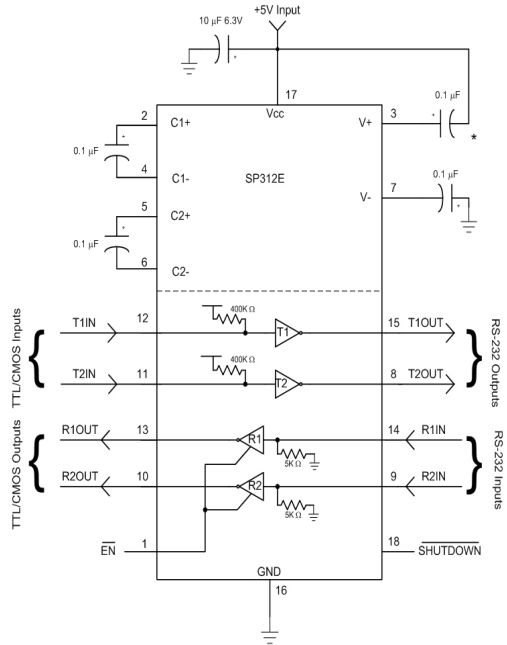 +5V Input
10 µF 6.3V
+
17
Vcc
2
C1+
0.1 µF
+
4
C1-
5
C2+
0.1 µF
+
6
C2-
SP312E
3
V+
0.1 µF
+
*
7
V-
0.1 µF
+
TTL/CMOS Inputs
T1IN
12
400K Ω
T1
15
T1OUT
T2IN
11
400K Ω
T2
8
T2OUT
RS-232 Outputs
TTL/CMOS Outputs
R1OUT
13
R1
5K Ω
14
R1IN
R2OUT
10
R2
5K Ω
9
R2IN
RS-232 Inputs
EN
1
18
SHUTDOWN
GND
16